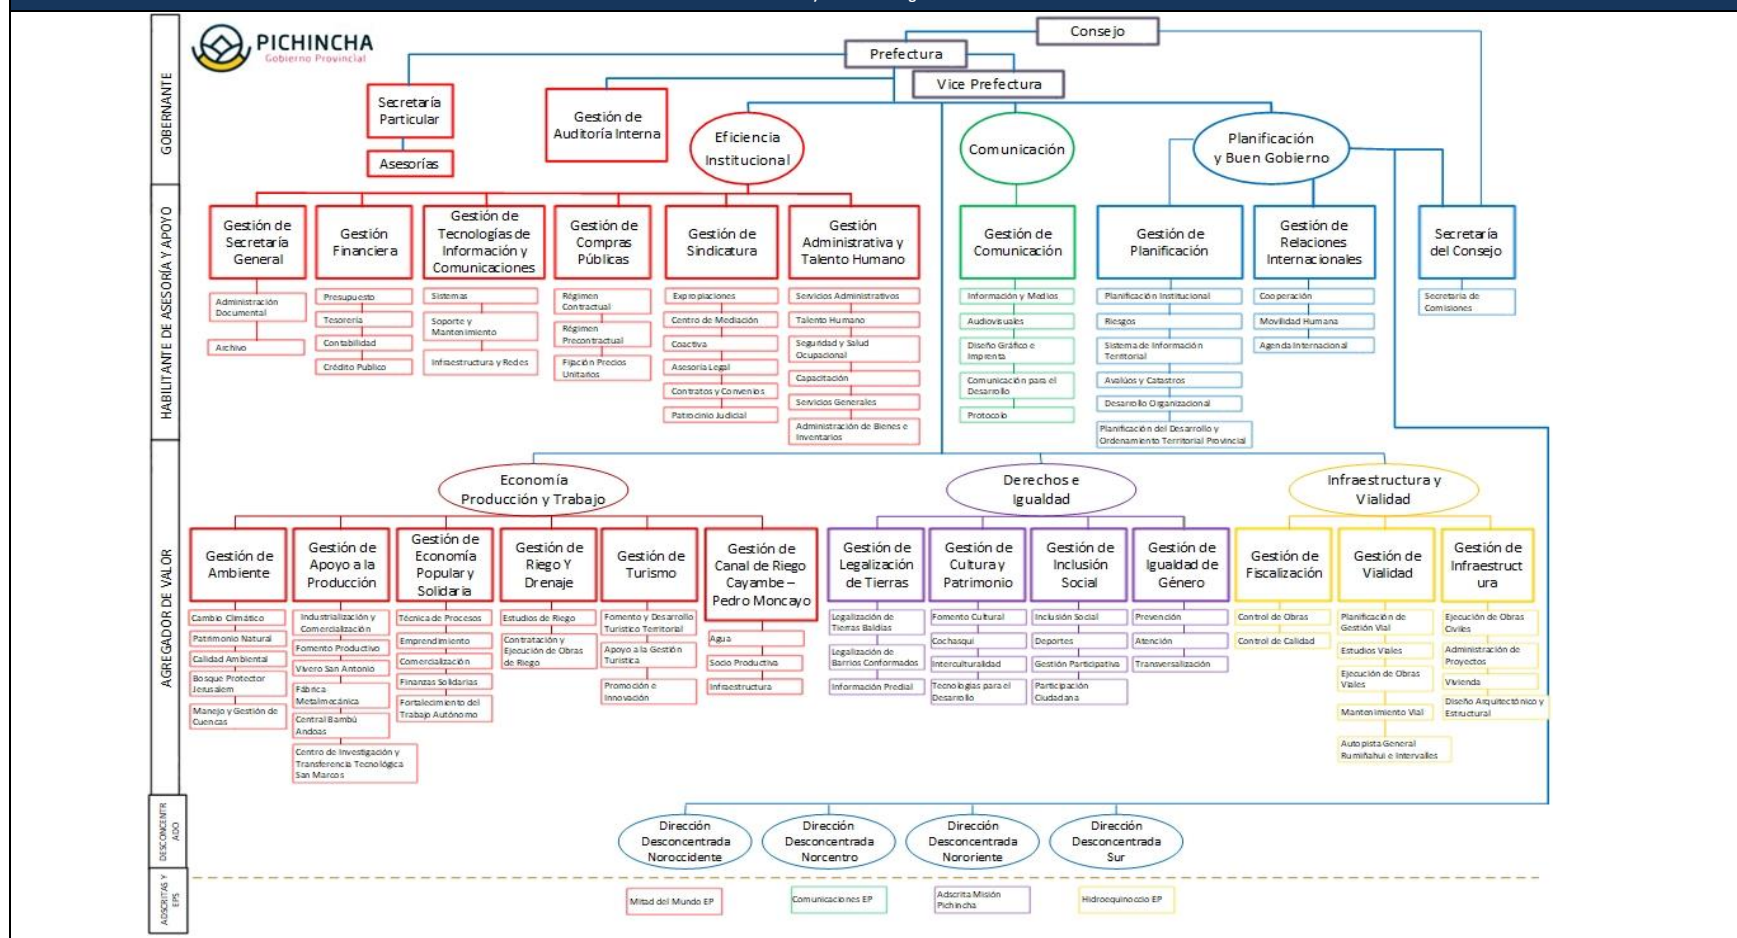 PICHINCHA
Gobierno Provincial
GOBERNANTE
Consejo
Prefectura
Vice Prefectura
Secretaría
Particular
Asesorías
Gestión de
Auditoría Interna
Eficiencia
Institucional
Comunicación
Planificación
y Buen Gobierno
HABILITANTE DE ASESORÍA Y APOYO
Gestión de
Secretaría
General
Administración
Documental
Archivo
Gestión
Financiera
Presupuesto
Tesorería
Contabilidad
Crédito Publico
Gestión de
Tecnologías de
Información y
Comunicaciones
Sistemas
Soporte y
Mantenimiento
Infraestructura y Redes
Gestión de
Compras
Públicas
Régimen
Contractual
Régimen
Precontractual
Fijación Precios
Unitarios
Gestión de
Sindicatura
Expropiaciones
Centro de Mediación
Coactiva
Asesoría Legal
Contratos y Convenios
Patrocinio Judicial
Gestión
Administrativa y
Talento Humano
Servicios Administrativos
Talento Humano
Seguridad y Salud
Ocupacional
Capacitación
Servicios Generales
Administración de Bienes e
Inventarios
Gestión de
Comunicación
Información y Medios
Audiovisuales
Diseño Gráfico e
Imprenta
Comunicación para el
Desarrollo
Protocolo
Gestión de
Planificación
Planificación Institucional
Riesgos
Sistema de Información
Territorial
Avalúos y Catastros
Desarrollo Organizacional
Planificación del Desarrollo y
Ordenamiento Territorial Provincial
Gestión de
Relaciones
Internacionales
Cooperación
Movilidad Humana
Agenda Internacional
Secretaría
del Consejo
Secretaría de
Comisiones
AGREGADOR DE VALOR
Economía
Producción y Trabajo
Derechos e
Igualdad
Infraestructura y
Vialidad
Gestión de
Ambiente
Cambio Climático
Patrimonio Natural
Calidad Ambiental
Bosque Protector
Jerusalem
Manejo y Gestión de
Cuencas
Gestión de
Apoyo a la
Producción
Industrialización y
Comercialización
Fomento Productivo
Vivero San Antonio
Fábrica
Metalmecánica
Central Bambú
Andoas
Centro de Investigación y
Transferencia Tecnológica
San Marcos
Gestión de
Economía
Popular y
Solidaria
Técnica de Procesos
Emprendimiento
Comercialización
Finanzas Solidarias
Fortalecimiento del
Trabajo Autónomo
Gestión de
Riego Y
Drenaje
Estudios de Riego
Contratación y
Ejecución de Obras
de Riego
Gestión de
Turismo
Fomento y Desarrollo
Turístico Territorial
Apoyo a la Gestión
Turística
Promoción e
Innovación
Gestión de
Canal de Riego
Cayambe –
Pedro Moncayo
Agua
Socio Productiva
Infraestructura
Gestión de
Legalización
de Tierras
Legalización de
Tierras Baldías
Legalización de
Barrios Conformados
Información Predial
Gestión de
Cultura y
Patrimonio
Fomento Cultural
Cochasqui
Interculturalidad
Tecnologías para el
Desarrollo
Gestión de
Inclusión
Social
Inclusión Social
Deportes
Gestión Participativa
Participación
Ciudadana
Gestión de
Igualdad de
Género
Prevención
Atención
Transversalización
Gestión de
Fiscalización
Control de Obras
Control de Calidad
Gestión de
Vialidad
Planificación de
Gestión Vial
Estudios Viales
Ejecución de Obras
Viales
Mantenimiento Vial
Autopista General
Rumiñahui e Intervalles
Gestión de
Infraestruct
ura
Ejecución de Obras
Civiles
Administración de
Proyectos
Vivienda
Diseño Arquitectónico y
Estructural
DESCONCENTR
ADO
Dirección
Desconcentrada
Noroccidente
Dirección
Desconcentrada
Norcentro
Dirección
Desconcentrada
Nororiente
Dirección
Desconcentrada
Sur
ADSCRITAS Y
EPS
Mitad del Mundo EP
Comunicaciones EP
Adscrita Misión
Pichincha
Hidroequinoccio EP